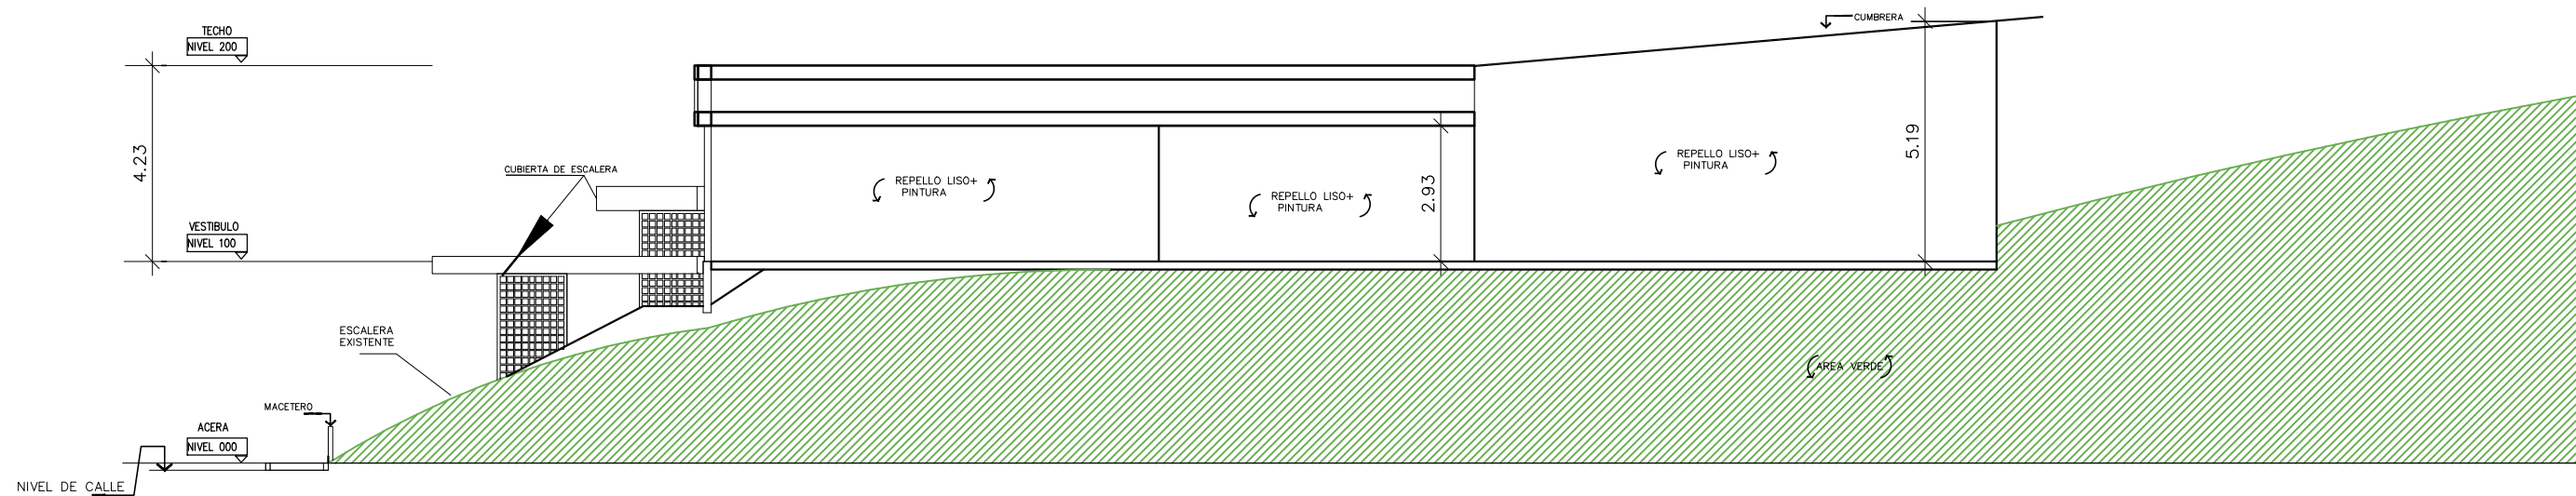 TECHO
NIVEL 200
CUMBRERA
4.23
5.19
CUBIERTA DE ESCALERA
REPELLO LISO+
PINTURA
REPELLO LISO+
PINTURA
2.93
REPELLO LISO+
PINTURA
VESTIBULO
NIVEL 100
ESCALERA
EXISTENTE
AREA VERDE
MACETERO
ACERA
NIVEL 000
NIVEL DE CALLE